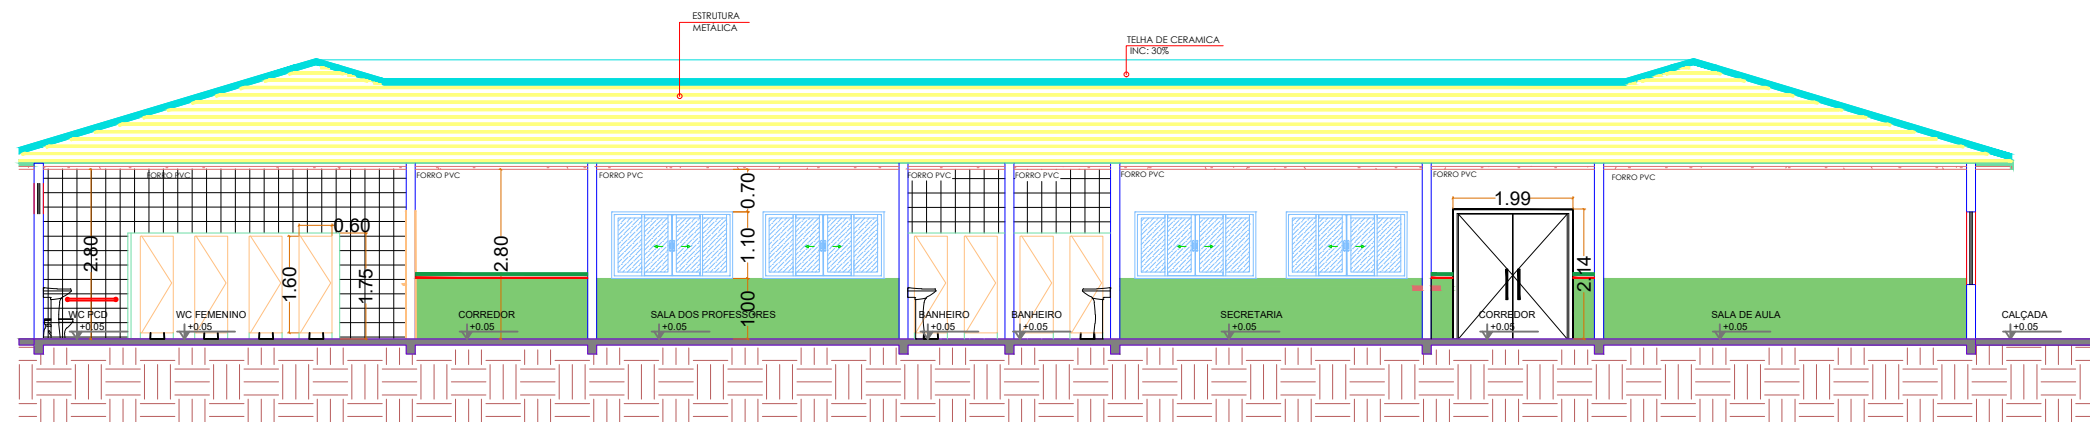 ESTRUTURA
METALICA
TELHA DE CERAMICA
INC: 30%
FORRO PVC
FORRO PVC
FORRO PVC
FORRO PVC
FORRO PVC
FORRO PVC
FORRO PVC
FORRO PVC
2.80
0.60
1.60
1.75
2.80
0.70
1.10
1.00
1.99
2.14
WC PCD
+0.05
WC FEMENINO
+0.05
CORREDOR
+0.05
SALA DOS PROFESSORES
+0.05
BANHEIRO
+0.05
BANHEIRO
+0.05
SECRETARIA
+0.05
CORREDOR
+0.05
SALA DE AULA
+0.05
CALÇADA
+0.05